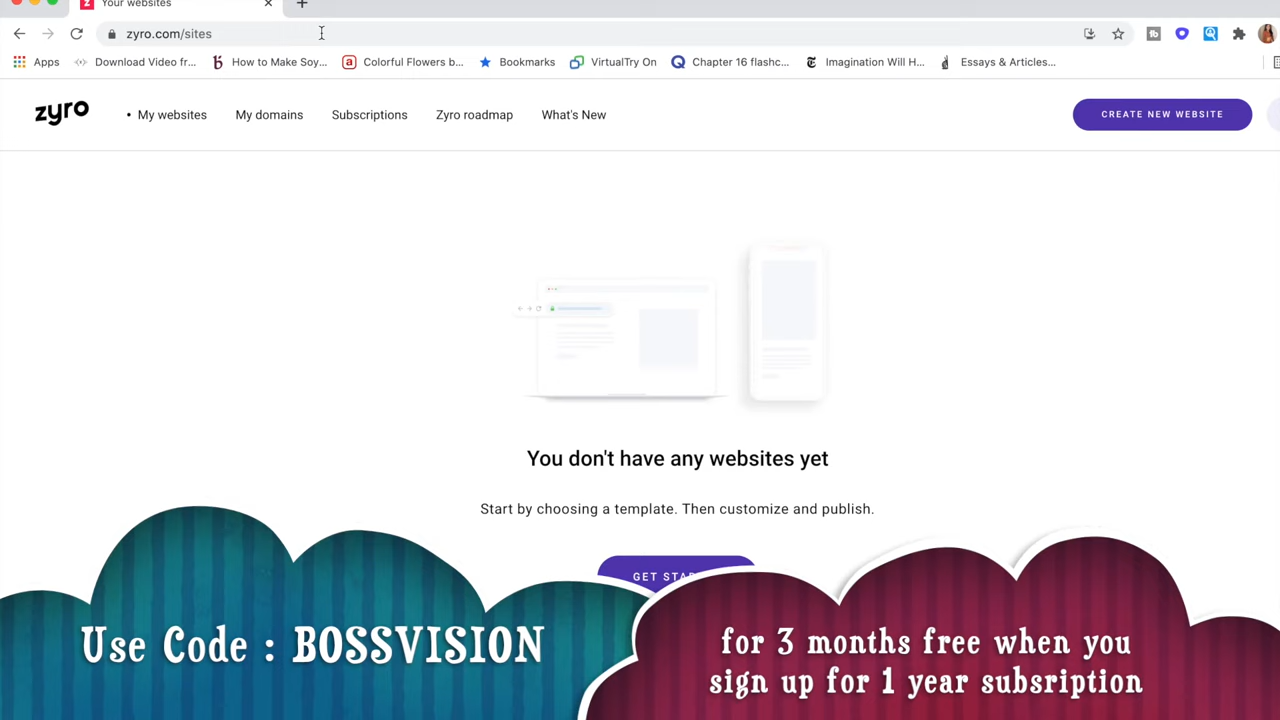 Your websites
zyro.com/sites
Apps
Download Video fr...
How to Make Soy...
Colorful Flowers b...
Bookmarks
VirtualTry On
Chapter 16 flashc...
Imagination Will H...
Essays & Articles...
zyro
My websites
My domains
Subscriptions
Zyro roadmap
What's New
CREATE NEW WEBSITE
You don't have any websites yet
Start by choosing a template. Then customize and publish.
GET STA
Use Code : BOSSVISION
for 3 months free when you
sign up for 1 year subsription